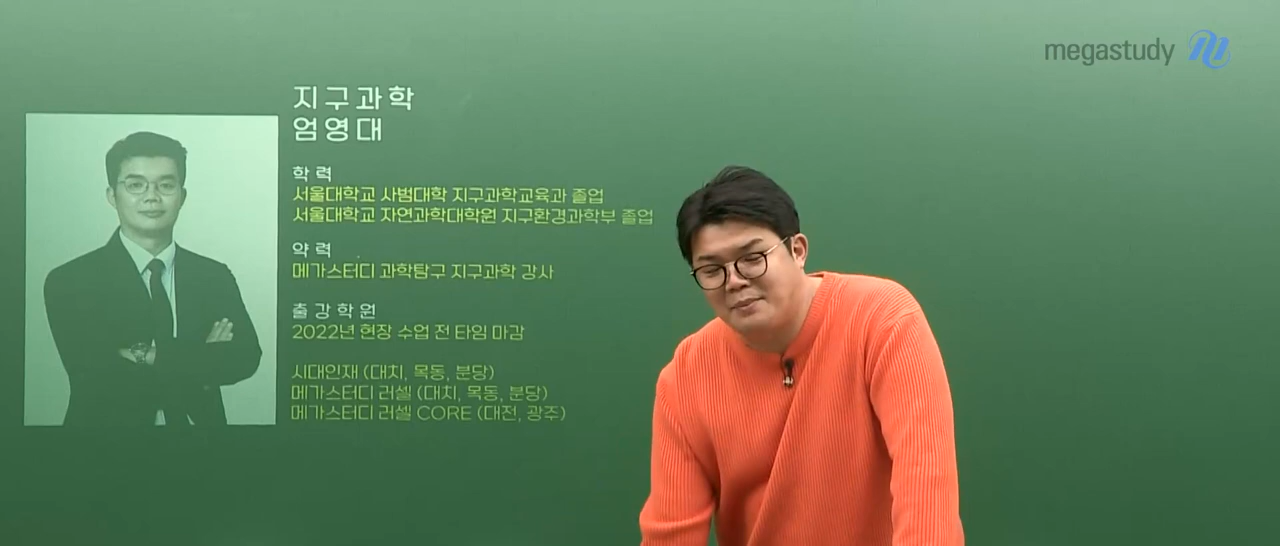 megastudy
지구과학
엄영대
학력
서울대학교 사범대학 지구과학교육과 졸업
서울대학교 자연과학대학원 지구환경과학부 졸업
약력
메가스터디 과학탐구 지구과학 강사
출강학원
2022년 현장 수업 전 타임 마감
시대인재 (대치, 목동, 분당)
메가스터디 러셀 (대치, 목동, 분당)
메가스터디 러셀 CORE (대전, 광주)